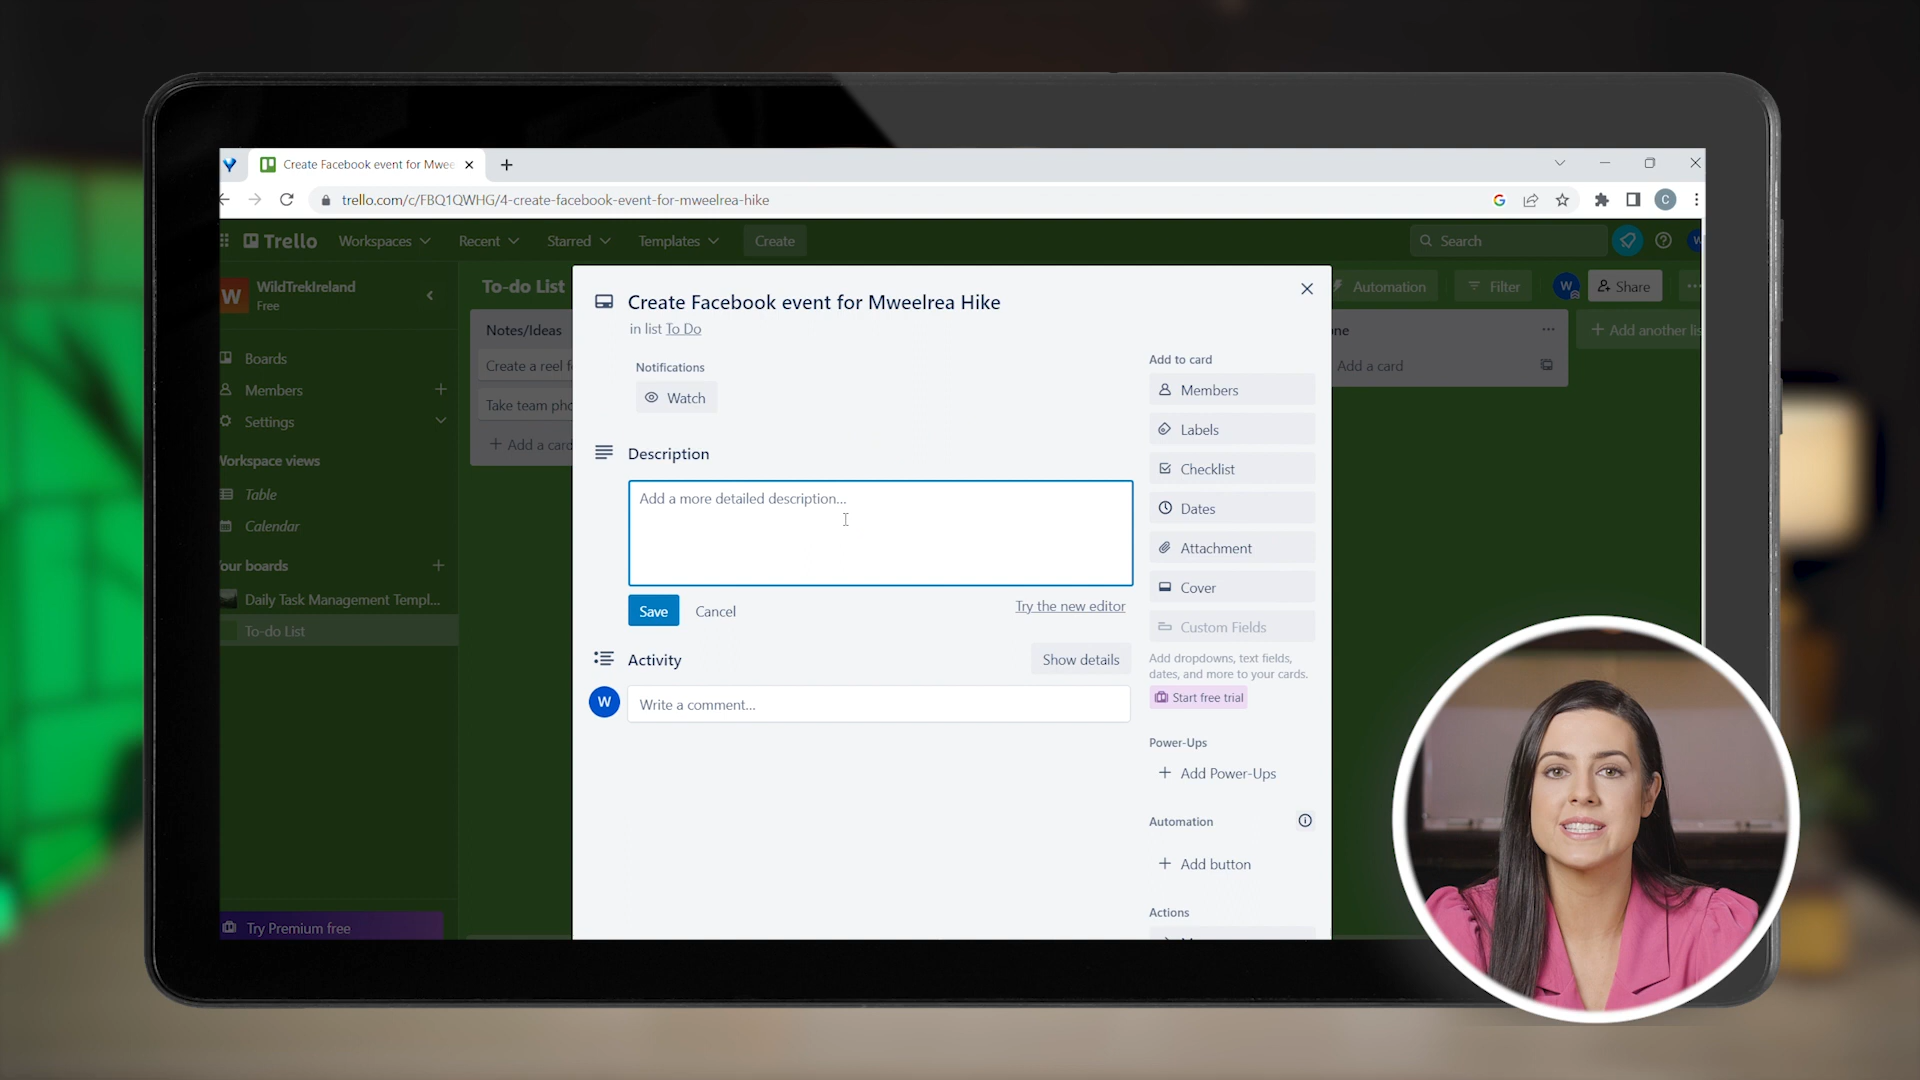 Create Facebook event for Mwee
trello.com/c/FBQ1QWHG/4-create-facebook-event-for-mweelrea-hike
C
Trello
Workspaces
Recent
Starred
Templates
Create
Search
W
WildTrekIreland
Free
To-do List
Automation
Filter
W
Share
Notes/Ideas
Create a reel f
Take team pho
Add a card
Add a card
Add another lis
Boards
Members
Settings
Workspace views
Table
Calendar
Your boards
Daily Task Management Templ...
To-do List
Try Premium free
Create Facebook event for Mweelrea Hike
in list To Do
Notifications
Watch
Description
Add a more detailed description...
Save
Cancel
Try the new editor
Activity
Show details
W
Write a comment...
Add to card
Members
Labels
Checklist
Dates
Attachment
Cover
Custom Fields
Add dropdowns, text fields,
dates, and more to your cards.
Start free trial
Power-Ups
Add Power-Ups
Automation
Add button
Actions